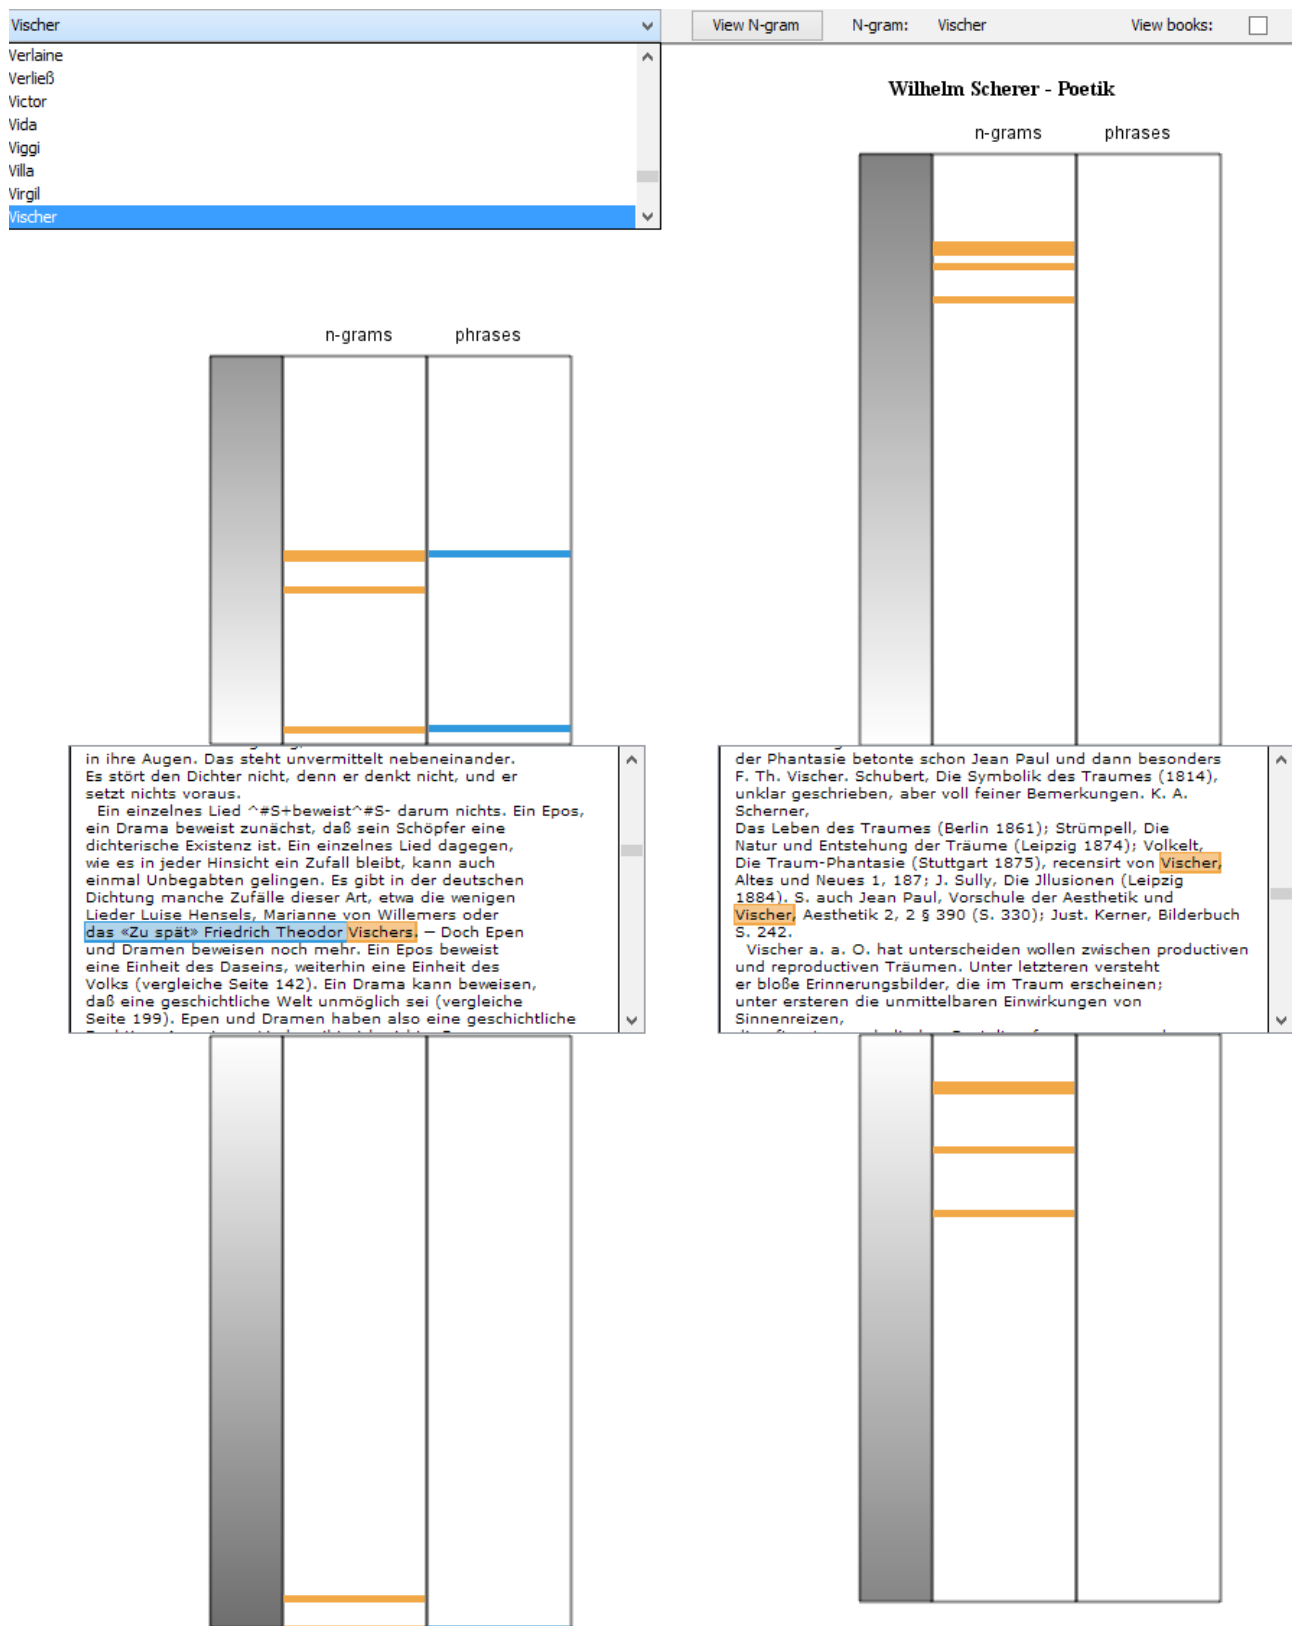 Vischer
View N-gram N-gram: Vischer View books:
Verlaine
Verließ
Victor
Vida
Viggi
Villa
Virgil
Vischer
Wilhelm Scherer - Poetik
n-grams phrases
n-grams phrases
in ihre Augen. Das steht unvermittelt nebeneinander.
Es stört den Dichter nicht, denn er denkt nicht, und er
setzt nichts voraus.
Ein einzelnes Lied ^#S+beweist^#S- darum nichts. Ein Epos,
ein Drama beweist zunächst, daß sein Schöpfer eine
dichterische Existenz ist. Ein einzelnes Lied dagegen,
wie es in jeder Hinsicht ein Zufall bleibt, kann auch
einmal Unbegabten gelingen. Es gibt in der deutschen
Dichtung manche Zufälle dieser Art, etwa die wenigen
Lieder Luise Hensels, Marianne von Willemers oder
das «Zu spät» Friedrich Theodor Vischers. — Doch Epen
und Dramen beweisen noch mehr. Ein Epos beweist
eine Einheit des Daseins, weiterhin eine Einheit des
Volks (vergleiche Seite 142). Ein Drama kann beweisen,
daß eine geschichtliche Welt unmöglich sei (vergleiche
Seite 199). Epen und Dramen haben also eine geschichtliche
der Phantasie betonte schon Jean Paul und dann besonders
F. Th. Vischer. Schubert, Die Symbolik des Traumes (1814),
unklar geschrieben, aber voll feiner Bemerkungen. K. A.
Scherner,
Das Leben des Traumes (Berlin 1861); Strümpell, Die
Natur und Entstehung der Träume (Leipzig 1874); Volkelt,
Die Traum-Phantasie (Stuttgart 1875), recensirt von Vischer,
Altes und Neues 1, 187; J. Sully, Die Jllusionen (Leipzig
1884). S. auch Jean Paul, Vorschule der Aesthetik und
Vischer, Aesthetik 2, 2 § 390 (S. 330); Just. Kerner, Bilderbuch
S. 242.
Vischer a. a. O. hat unterscheiden wollen zwischen productiven
und reproductiven Träumen. Unter letzteren versteht
er bloße Erinnerungsbilder, die im Traum erscheinen;
unter ersteren die unmittelbaren Einwirkungen von
Sinnenreizen,